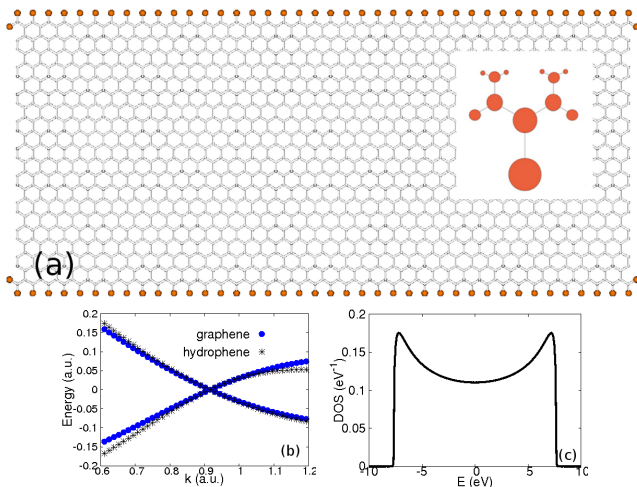 (a)
0.2
0.15
0.1
0.05
0
-0.05
-0.1
-0.15
-0.2
Energy (a.u.)
graphene
hydrophene
0.6 0.7 0.8 0.9 1 1.1 1.2
k (a.u.)
(b)
0.2
0.15
0.1
0.05
0
DOS (eV⁻¹)
-10 -5 0 5 10
E (eV)
(c)